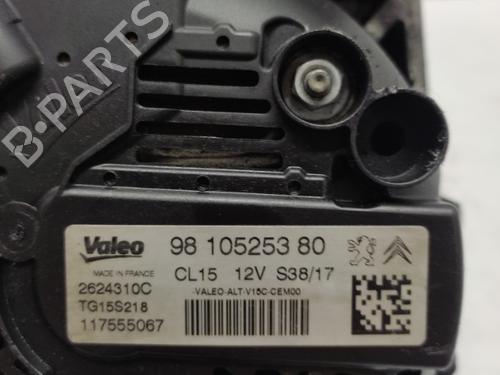 B-PARTS
Valeo 98 105253 80
MADE IN FRANCE CL15 12V S38/17
2624310C -VALEO-ALT-V15C-CEM00
TG15S218
117555067